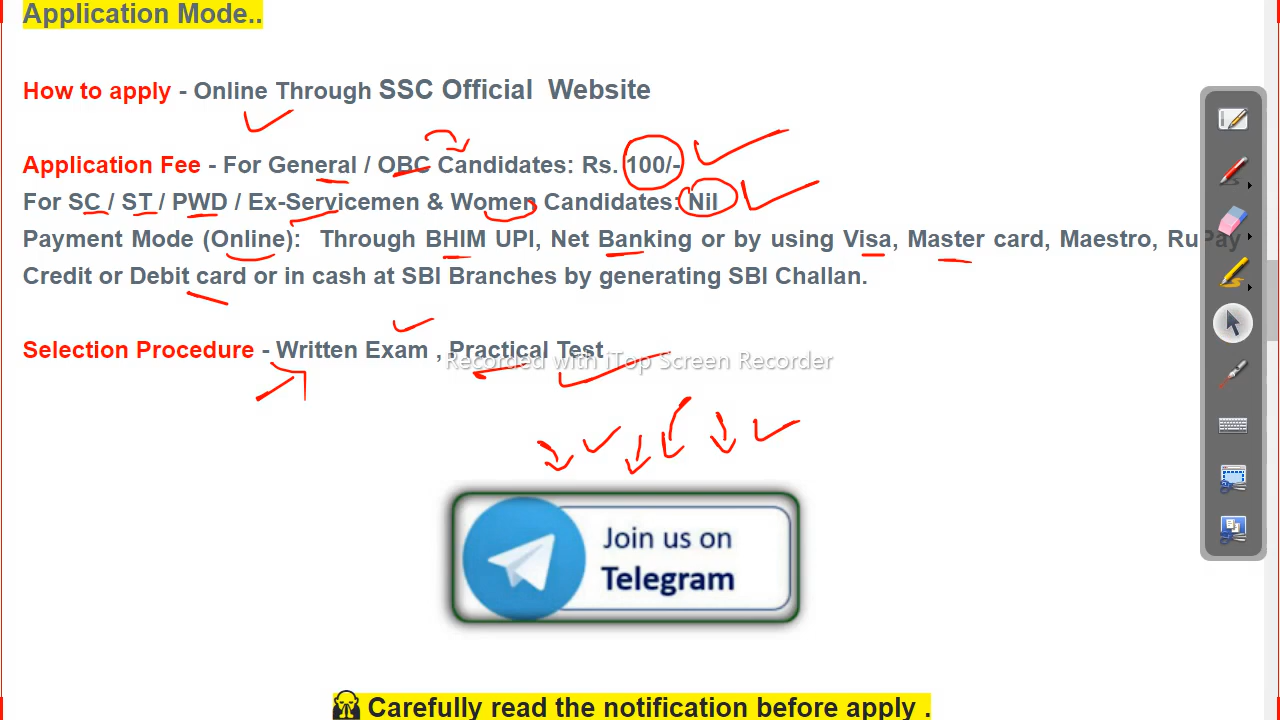 Application Mode..
How to apply - Online Through SSC Official Website
Application Fee - For General / OBC Candidates: Rs. 100/-
For SC / ST / PWD / Ex-Servicemen & Women Candidates: Nil
Payment Mode (Online): Through BHIM UPI, Net Banking or by using Visa, Master card, Maestro, RuPay
Credit or Debit card or in cash at SBI Branches by generating SBI Challan.
Selection Procedure - Written Exam , Practical Test
Recorded with iTop Screen Recorder
Join us on
Telegram
Carefully read the notification before apply .